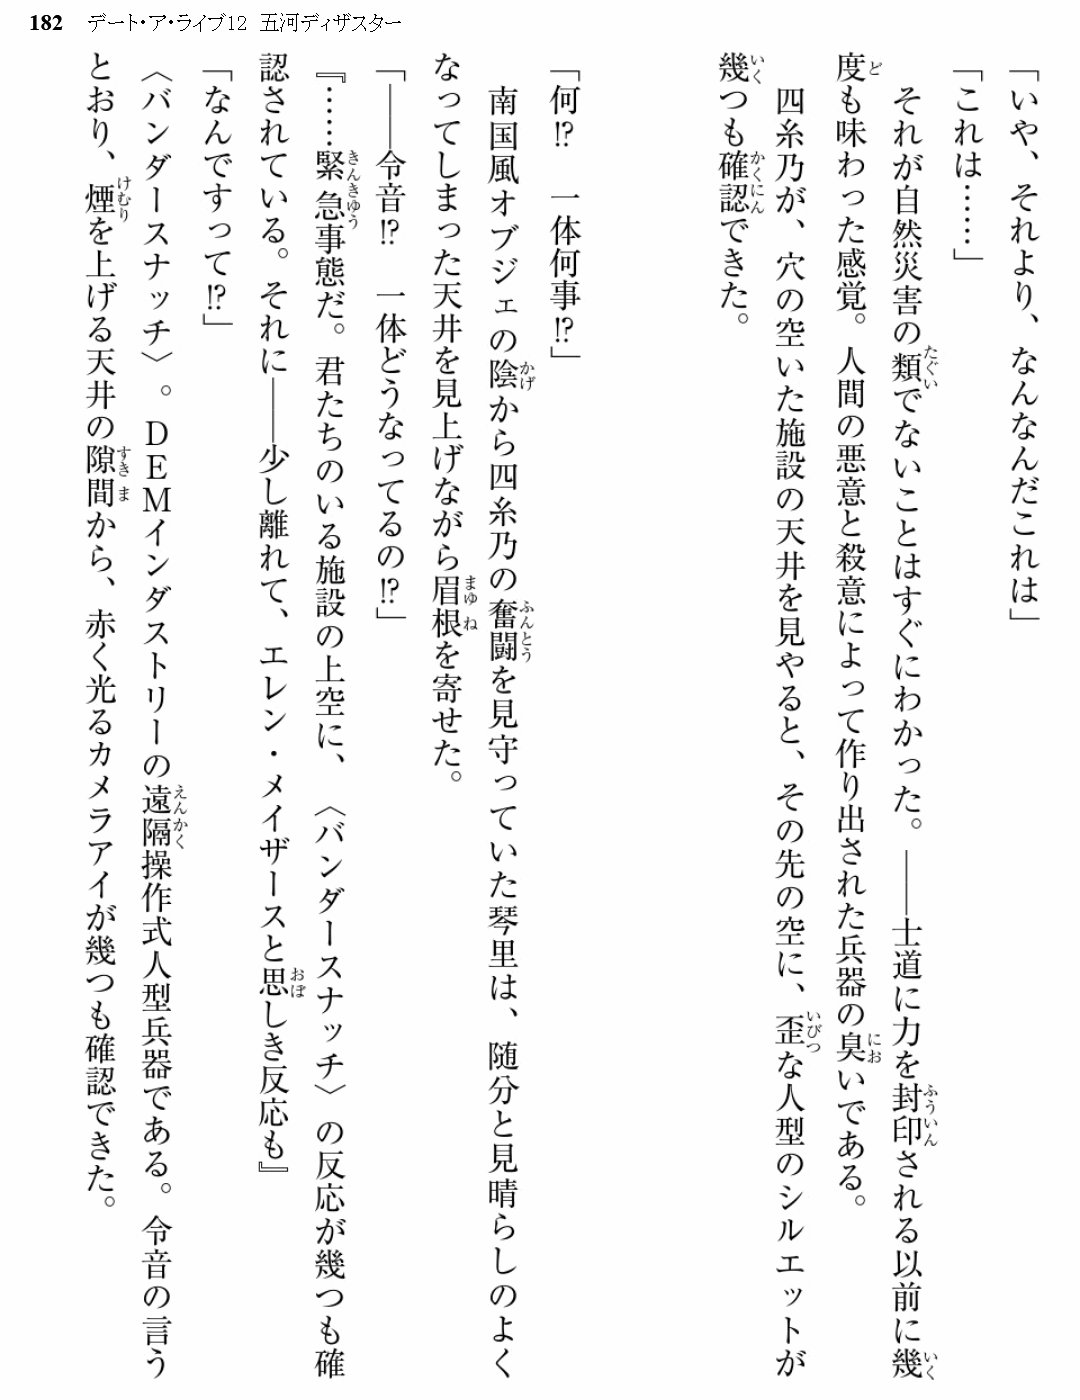 182 デート・ア・ライブ12 五河ディザスター
「いや、それより、なんなんだこれは」
「これは……」
それが自然災害の類でないことはすぐにわかった。――士道に力を封印される以前に幾
度も味わった感覚。人間の悪意と殺意によって作り出された兵器の臭いである。
四糸乃が、穴の空いた施設の天井を見やると、その先の空に、歪な人型のシルエットが
幾つも確認できた。
「何!?　一体何事!?」
南国風オブジェの陰から四糸乃の奮闘を見守っていた琴里は、随分と見晴らしのよく
なってしまった天井を見上げながら眉根を寄せた。
「――令音!?　一体どうなってるの!?」
『……緊急事態だ。君たちのいる施設の上空に、〈バンダースナッチ〉の反応が幾つも確
認されている。それに――少し離れて、エレン・メイザースと思しき反応も』
「なんですって!?」
〈バンダースナッチ〉。DEMインダストリーの遠隔操作式人型兵器である。令音の言う
とおり、煙を上げる天井の隙間から、赤く光るカメラアイが幾つも確認できた。